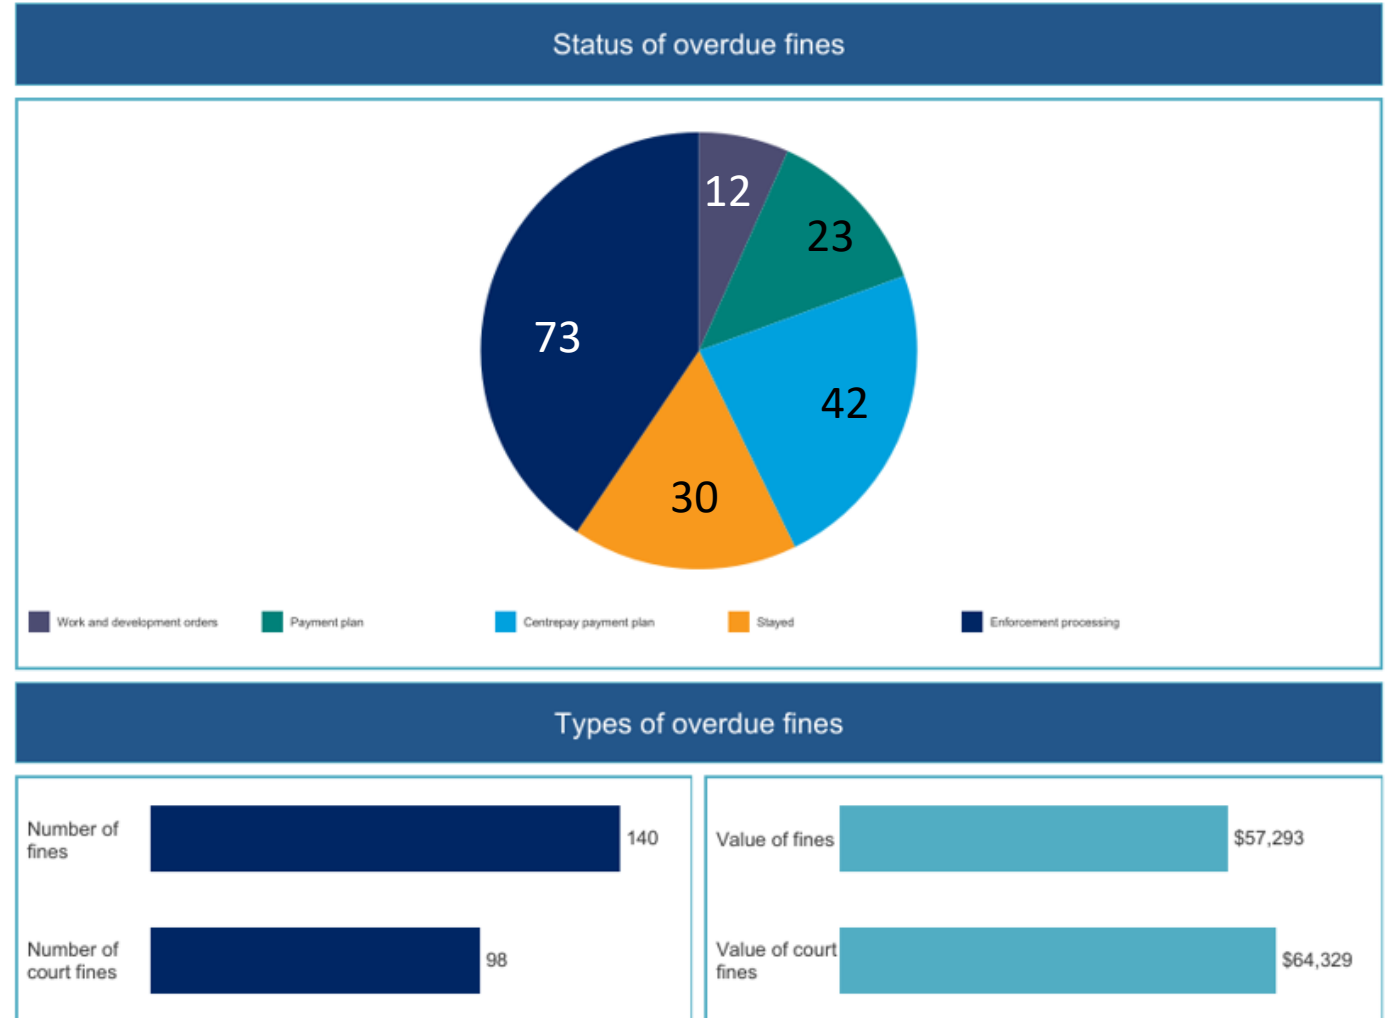 Status of overdue fines
12
23
73
42
30
Work and development orders
Payment plan
Centrepay payment plan
Stayed
Enforcement processing
Types of overdue fines
Number of
fines
140
Number of
court fines
98
Value of fines
$57,293
Value of court
fines
$64,329